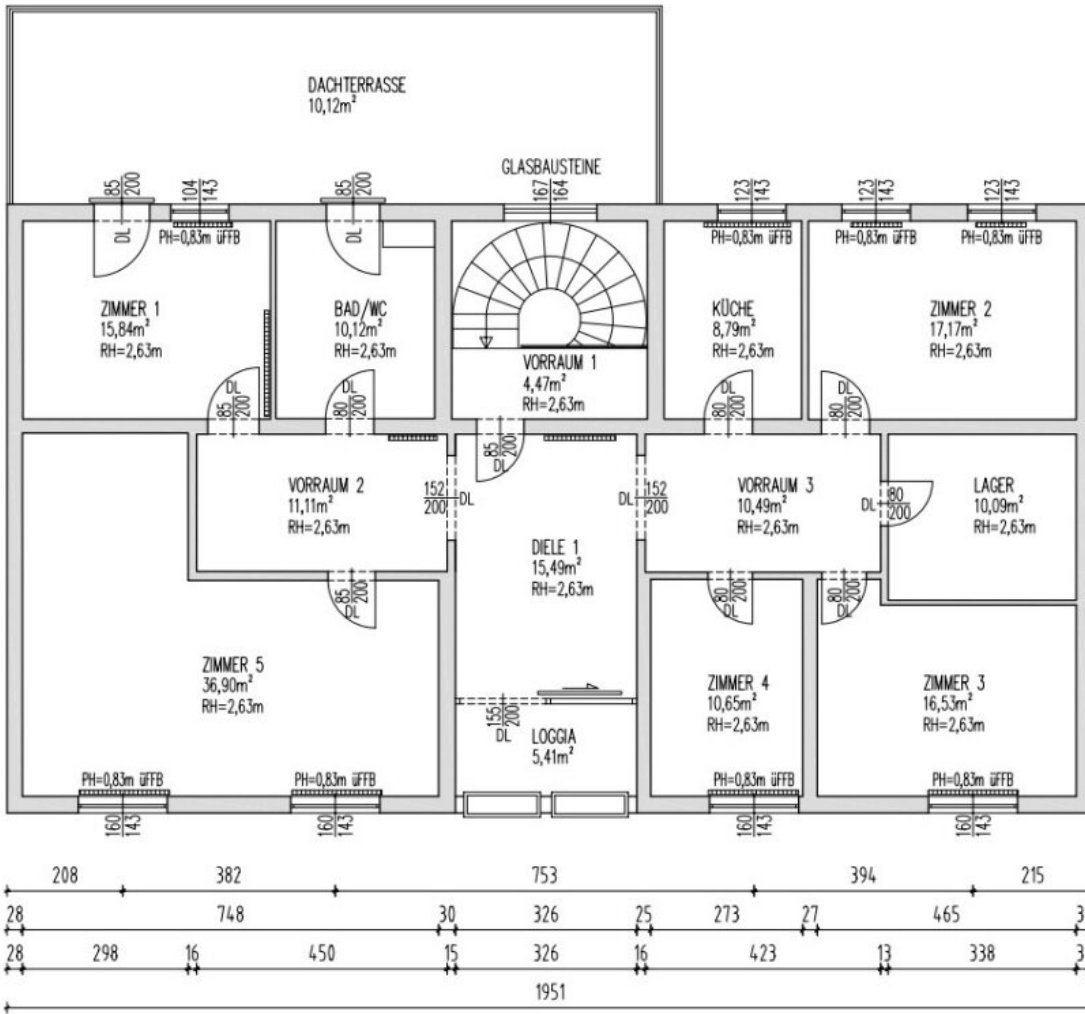 DACHTERRASSE
10,12m²
GLASBAUSTEINE
85
200
104
143
85
200
167
164
123
143
123
143
123
143
DL
PH=0,83m üFFB
DL
PH=0,83m üFFB
PH=0,83m üFFB
PH=0,83m üFFB
ZIMMER 1
15,84m²
RH=2,63m
BAD/WC
10,12m²
RH=2,63m
KÜCHE
8,79m²
RH=2,63m
ZIMMER 2
17,17m²
RH=2,63m
VORRAUM 1
4,47m²
RH=2,63m
DL
85
200
DL
80
200
DL
80
200
DL
80
200
85
200
DL
VORRAUM 2
11,11m²
RH=2,63m
152
200
DL
DL
152
200
VORRAUM 3
10,49m²
RH=2,63m
DL
80
200
LAGER
10,09m²
RH=2,63m
DIELE 1
15,49m²
RH=2,63m
85
200
DL
80
200
DL
80
200
DL
ZIMMER 5
36,90m²
RH=2,63m
ZIMMER 4
10,65m²
RH=2,63m
ZIMMER 3
16,53m²
RH=2,63m
155
200
DL
LOGGIA
5,41m²
PH=0,83m üFFB
PH=0,83m üFFB
PH=0,83m üFFB
PH=0,83m üFFB
160
143
160
143
160
143
160
143
208 382 753 394 215
28 748 30 326 25 273 27 465 3
28 298 16 450 15 326 16 423 13 338 3
1951